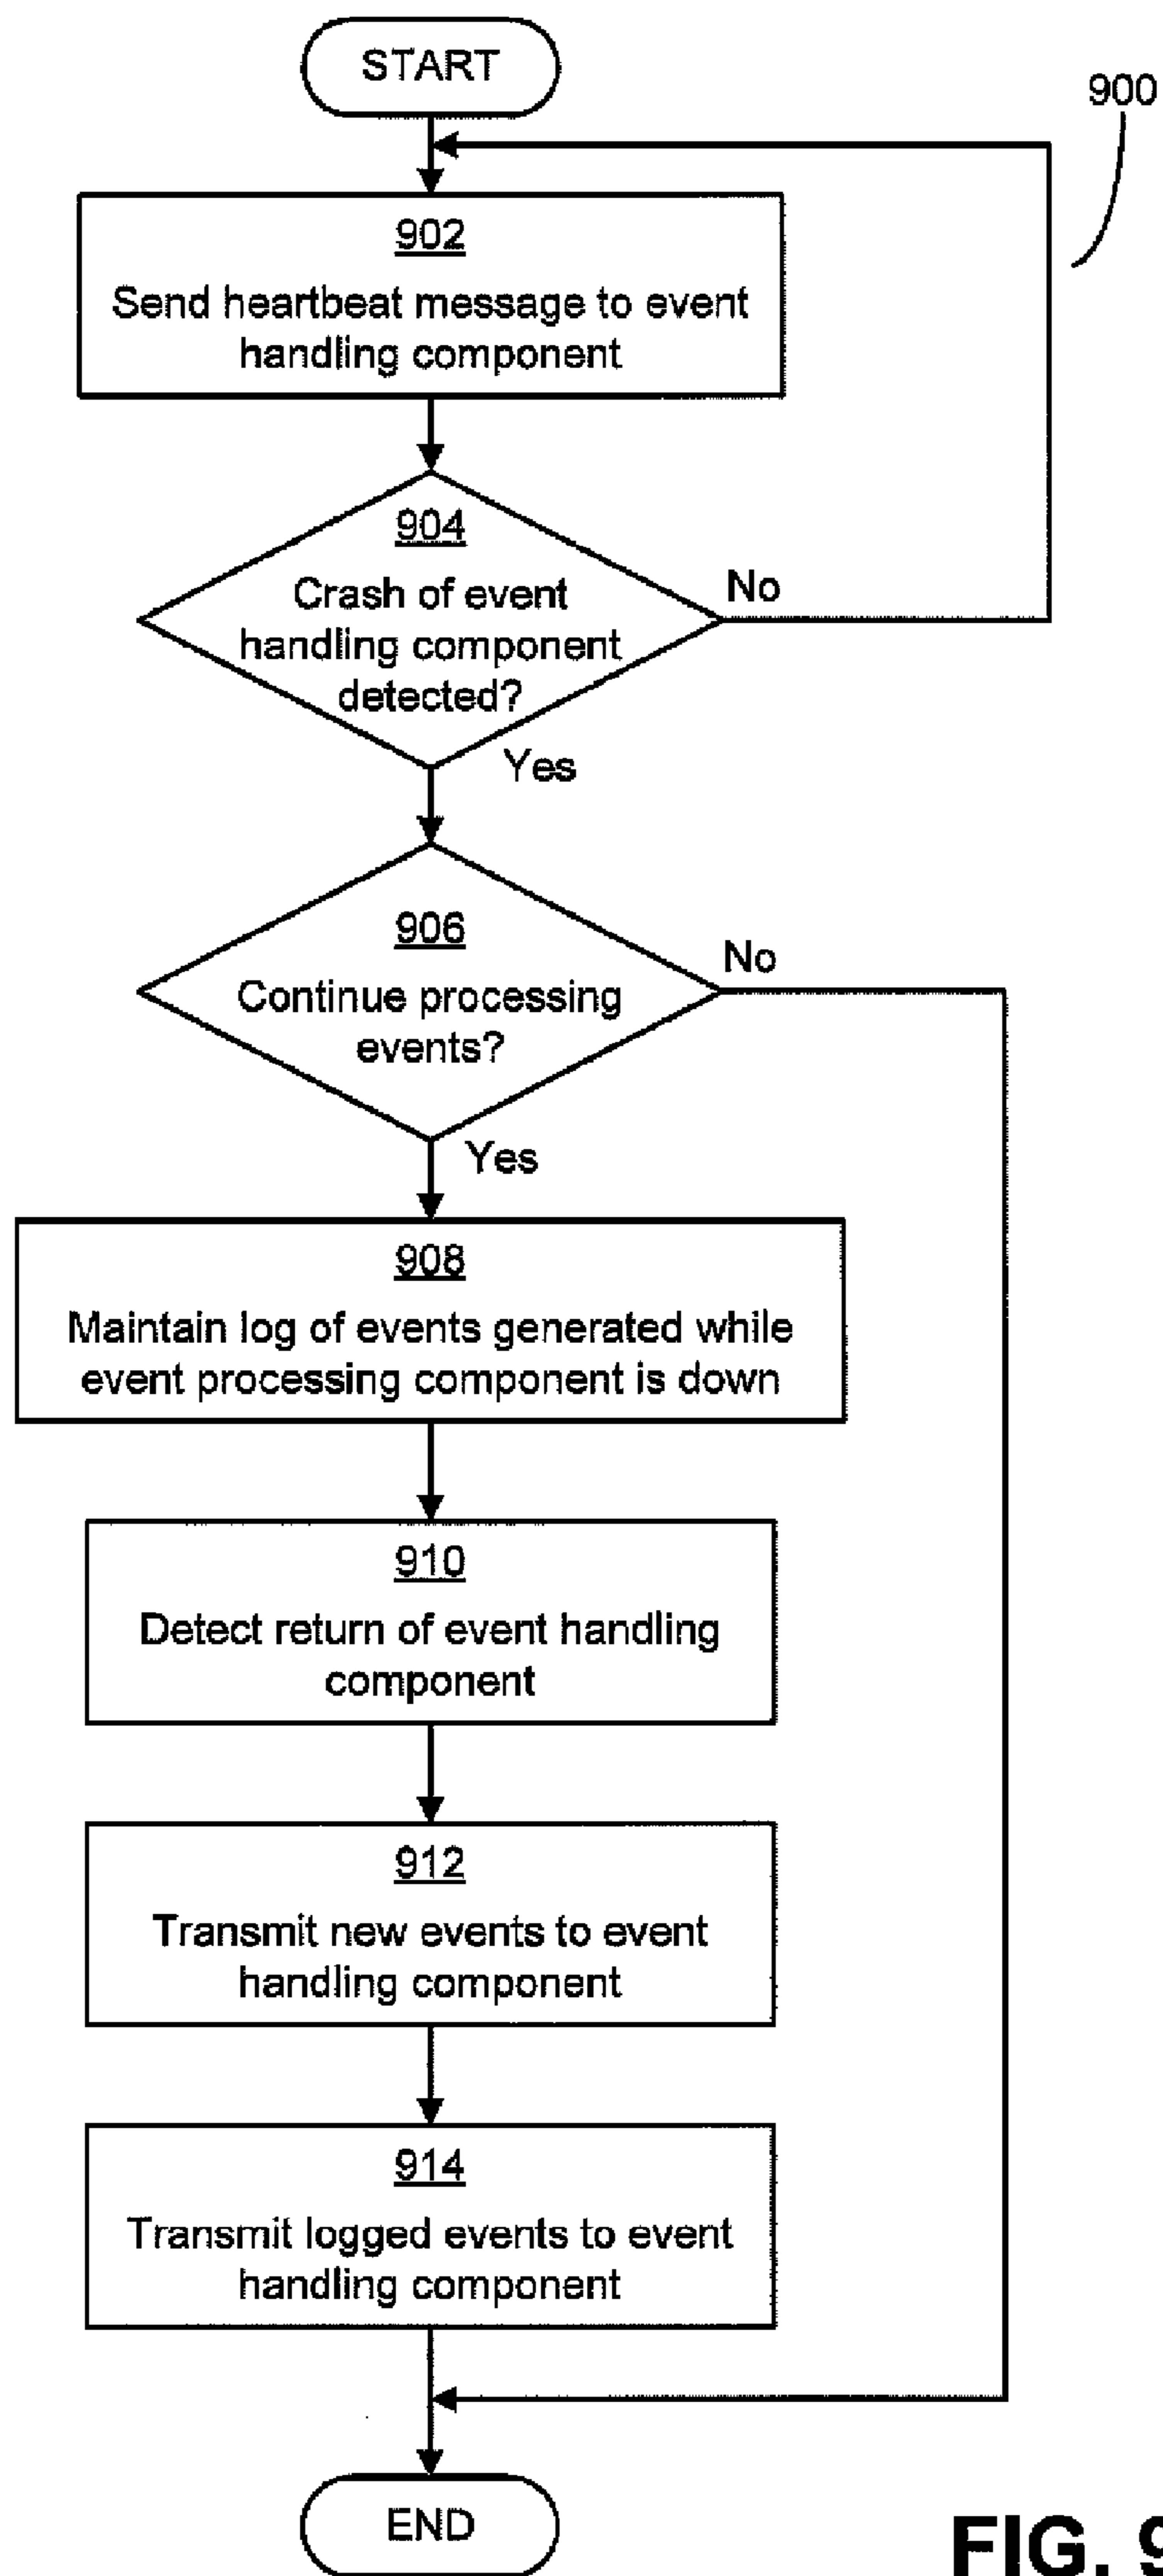 START
900
902
Send heartbeat message to event
handling component
904
Crash of event
handling component
detected?
No
Yes
906
Continue processing
events?
No
Yes
908
Maintain log of events generated while
event processing component is down
910
Detect return of event handling
component
912
Transmit new events to event
handling component
914
Transmit logged events to event
handling component
END
FIG. 9